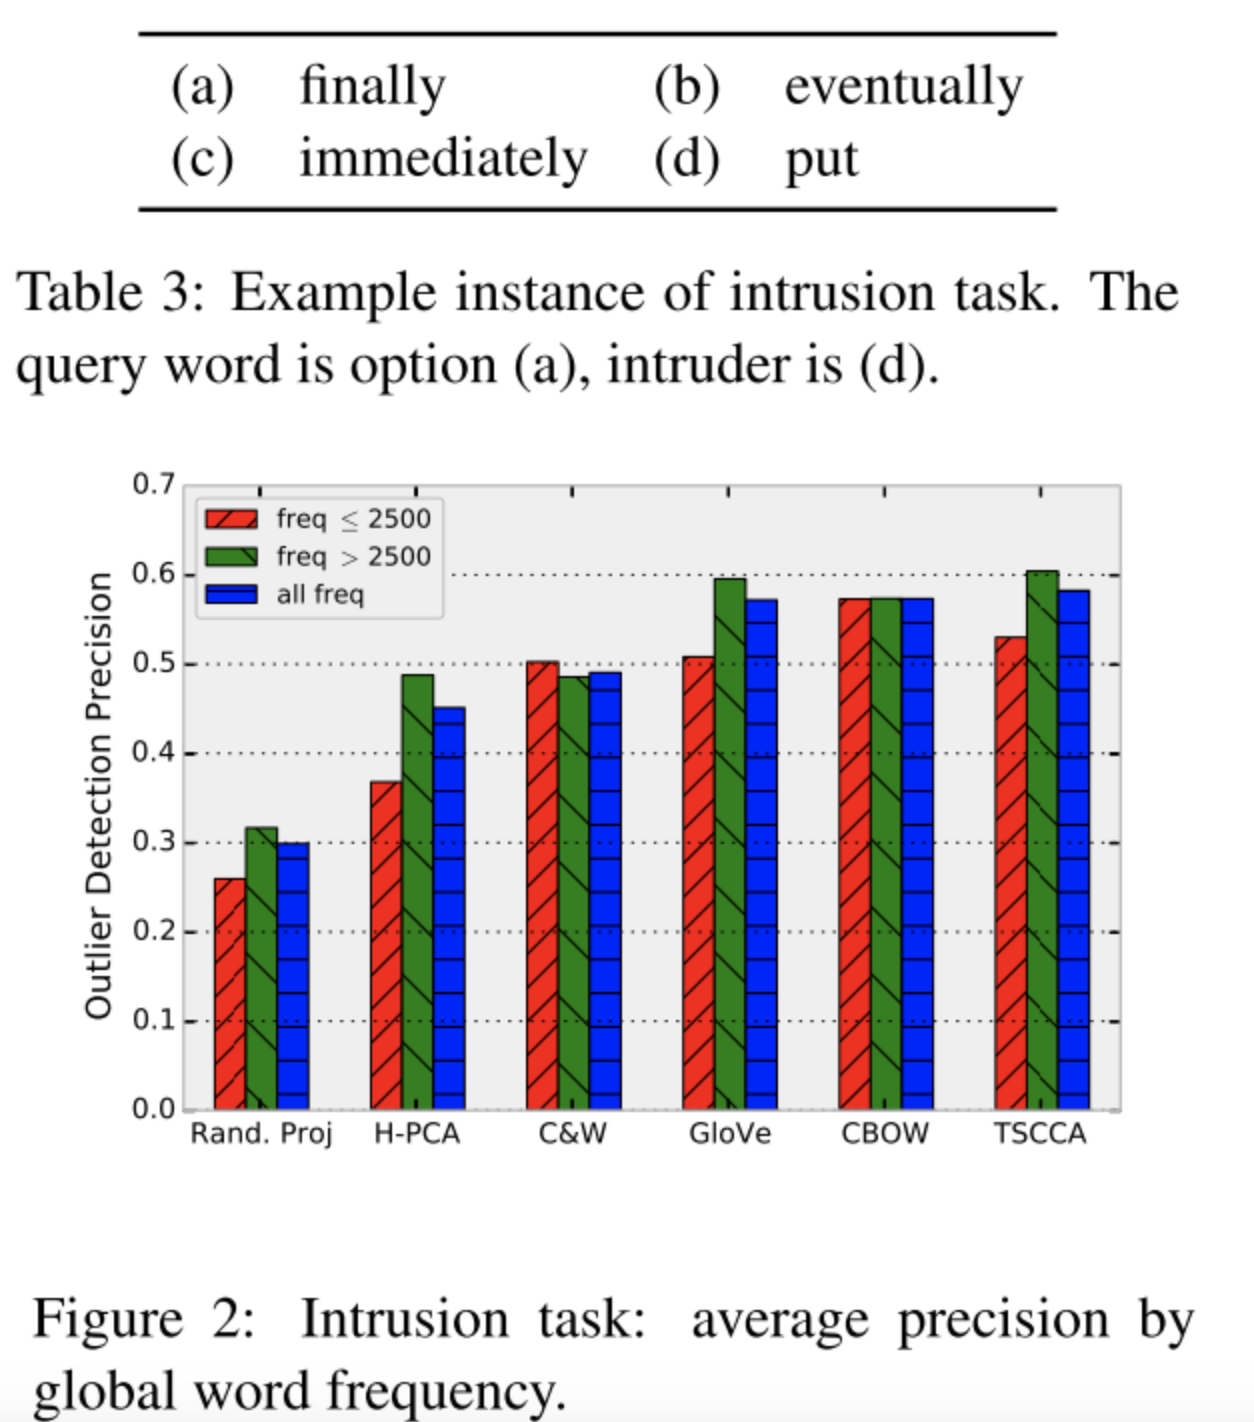 (a) finally (b) eventually
(c) immediately (d) put
Table 3: Example instance of intrusion task. The
query word is option (a), intruder is (d).
0.7
0.6
0.5
0.4
0.3
0.2
0.1
0.0
Outlier Detection Precision
freq ≤ 2500
freq > 2500
all freq
Rand. Proj H-PCA C&W GloVe CBOW TSCCA
Figure 2: Intrusion task: average precision by
global word frequency.